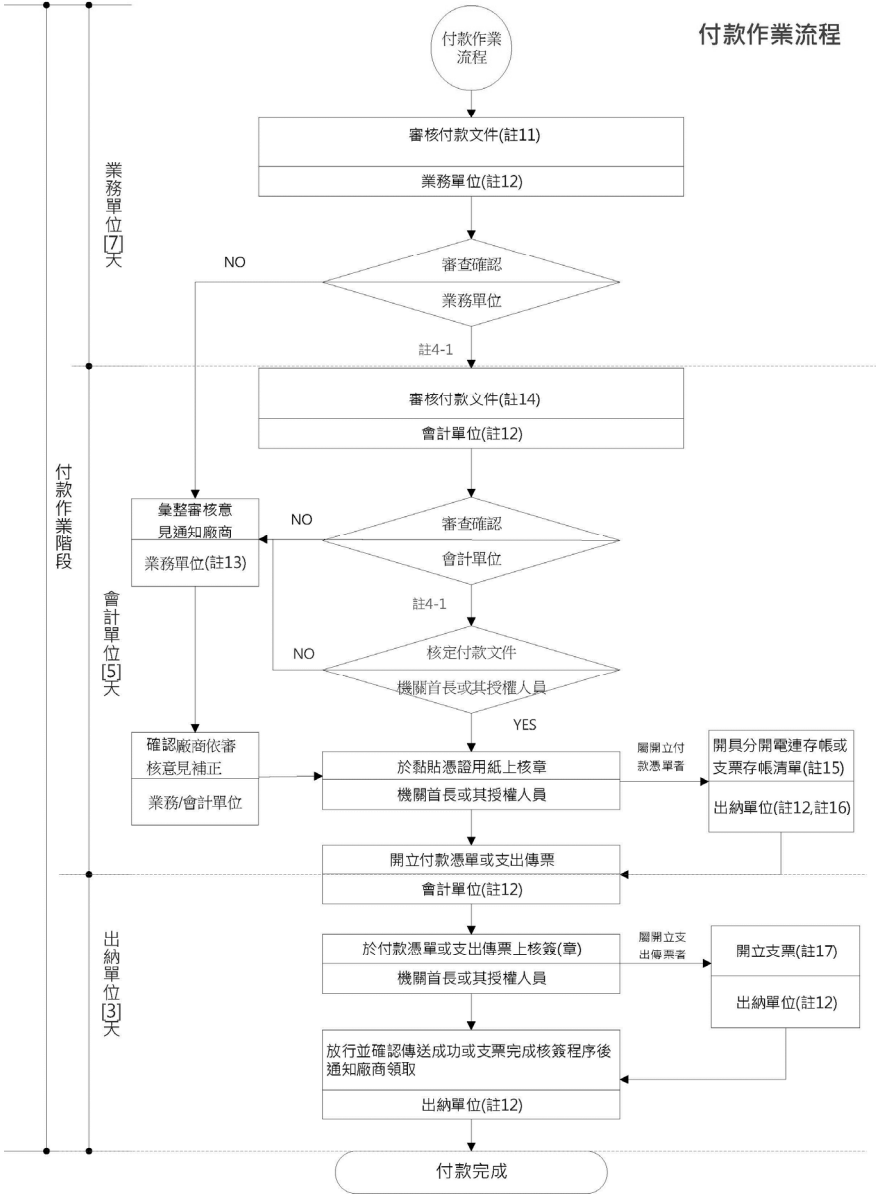 付款作業流程
付款作業
流程
審核付款文件(註11)
業務單位(註12)
業務單位[7]天
審查確認
業務單位
NO
註4-1
審核付款文件(註14)
會計單位(註12)
付款作業階段
彙整審核意
見通知廠商
業務單位(註13)
NO
審查確認
會計單位
註4-1
會計單位[5]天
NO
核定付款文件
機關首長或其授權人員
YES
確認廠商依審
核意見補正
業務/會計單位
於黏貼憑證用紙上核章
機關首長或其授權人員
屬開立付
款憑單者
開具分開電連存帳或
支票存帳清單(註15)
出納單位(註12,註16)
開立付款憑單或支出傳票
會計單位(註12)
出納單位[3]天
於付款憑單或支出傳票上核簽(章)
機關首長或其授權人員
屬開立支
出傳票者
開立支票(註17)
出納單位(註12)
放行並確認傳送成功或支票完成核簽程序後
通知廠商領取
出納單位(註12)
付款完成